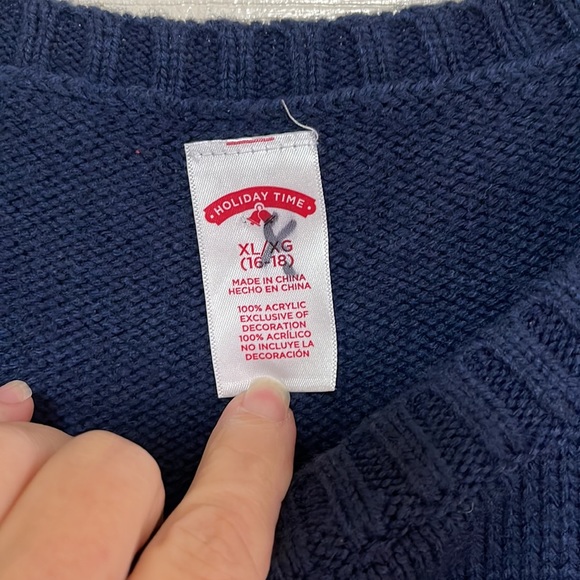 · HOLIDAY TIME ·
XL/XG
(16-18)
MADE IN CHINA
HECHO EN CHINA
100% ACRYLIC
EXCLUSIVE OF
DECORATION
100% ACRÍLICO
NO INCLUYE LA
DECORACIÓN